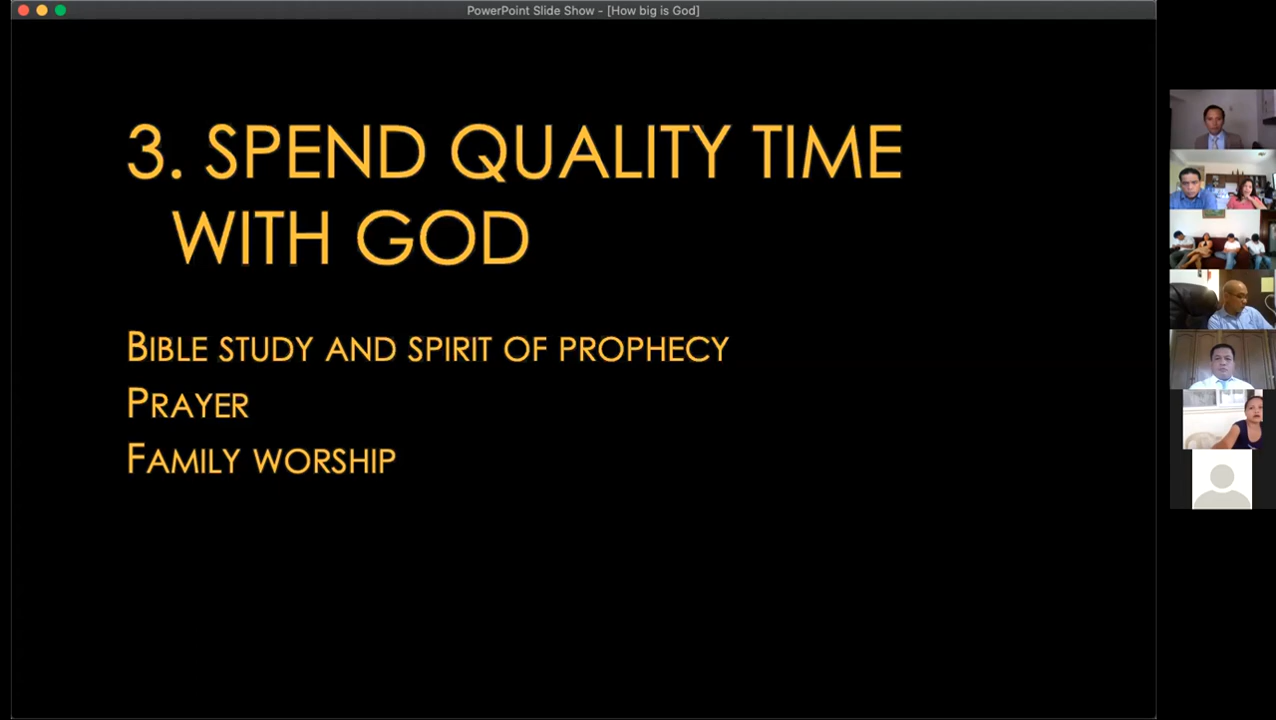 PowerPoint Slide Show - [How big is God]
3. SPEND QUALITY TIME
WITH GOD
BIBLE STUDY AND SPIRIT OF PROPHECY
PRAYER
FAMILY WORSHIP